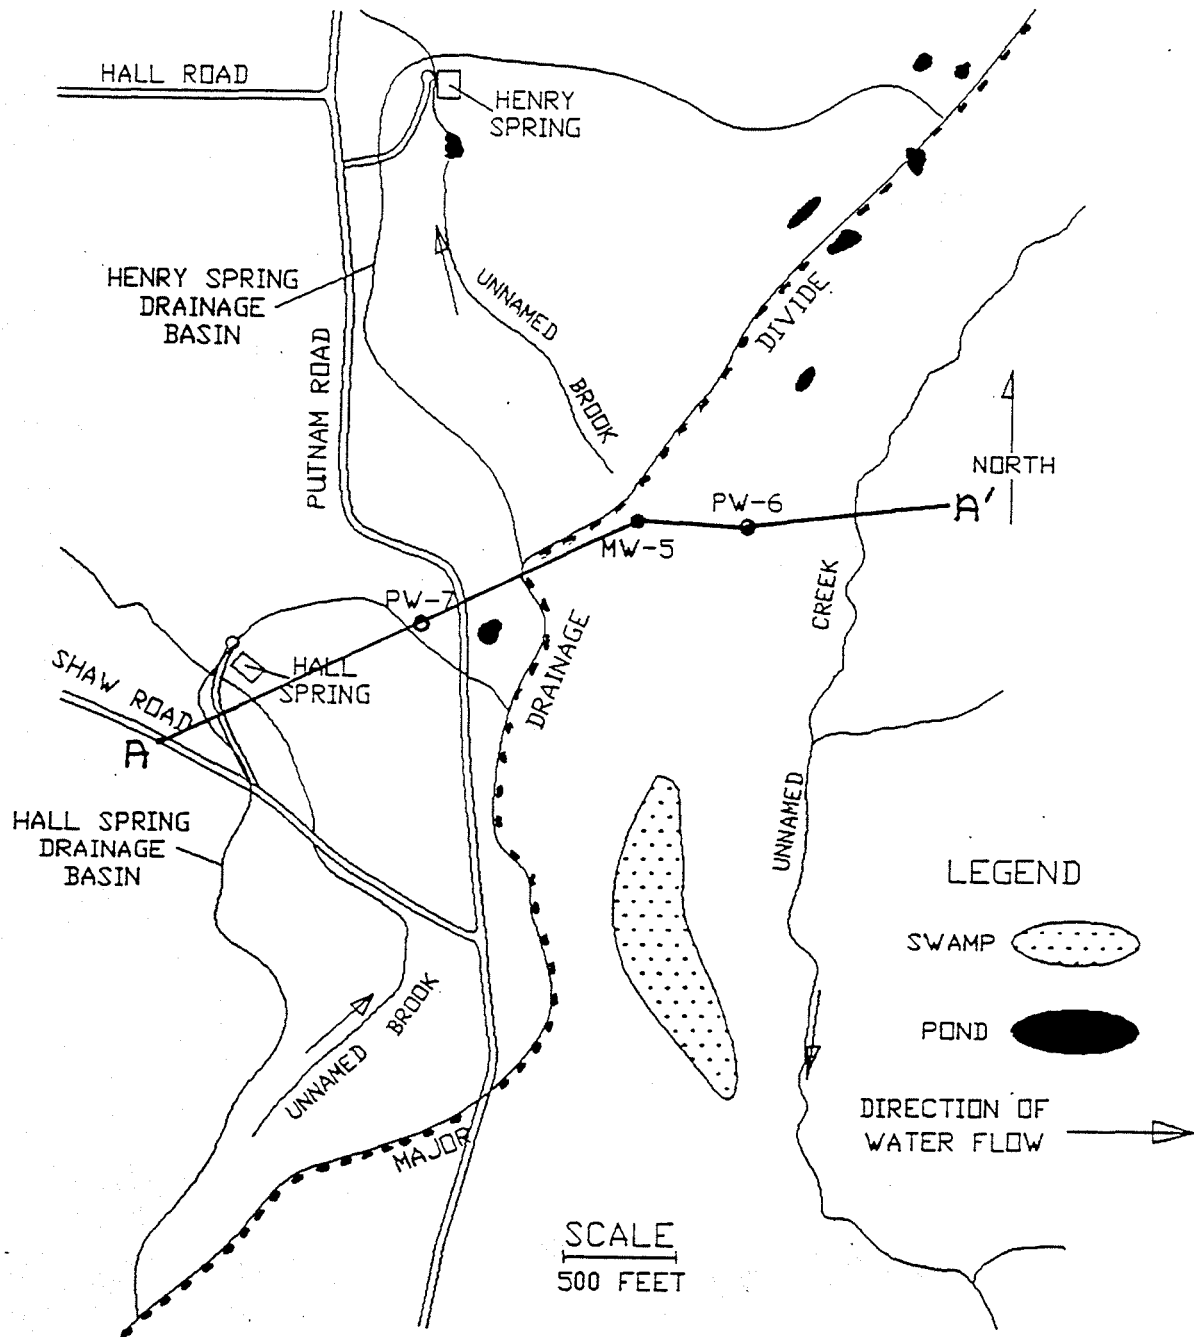 HALL ROAD
HENRY
SPRING
HENRY SPRING
DRAINAGE
BASIN
UNNAMED
BROOK
DIVIDE
PUTNAM ROAD
NORTH
PW-6
A'
MW-5
PW-7
CREEK
HALL
SPRING
SHAW ROAD
DRAINAGE
A
UNNAMED
HALL SPRING
DRAINAGE
BASIN
LEGEND
SWAMP
POND
UNNAMED BROOK
DIRECTION OF
WATER FLOW
MAJOR
SCALE
500 FEET